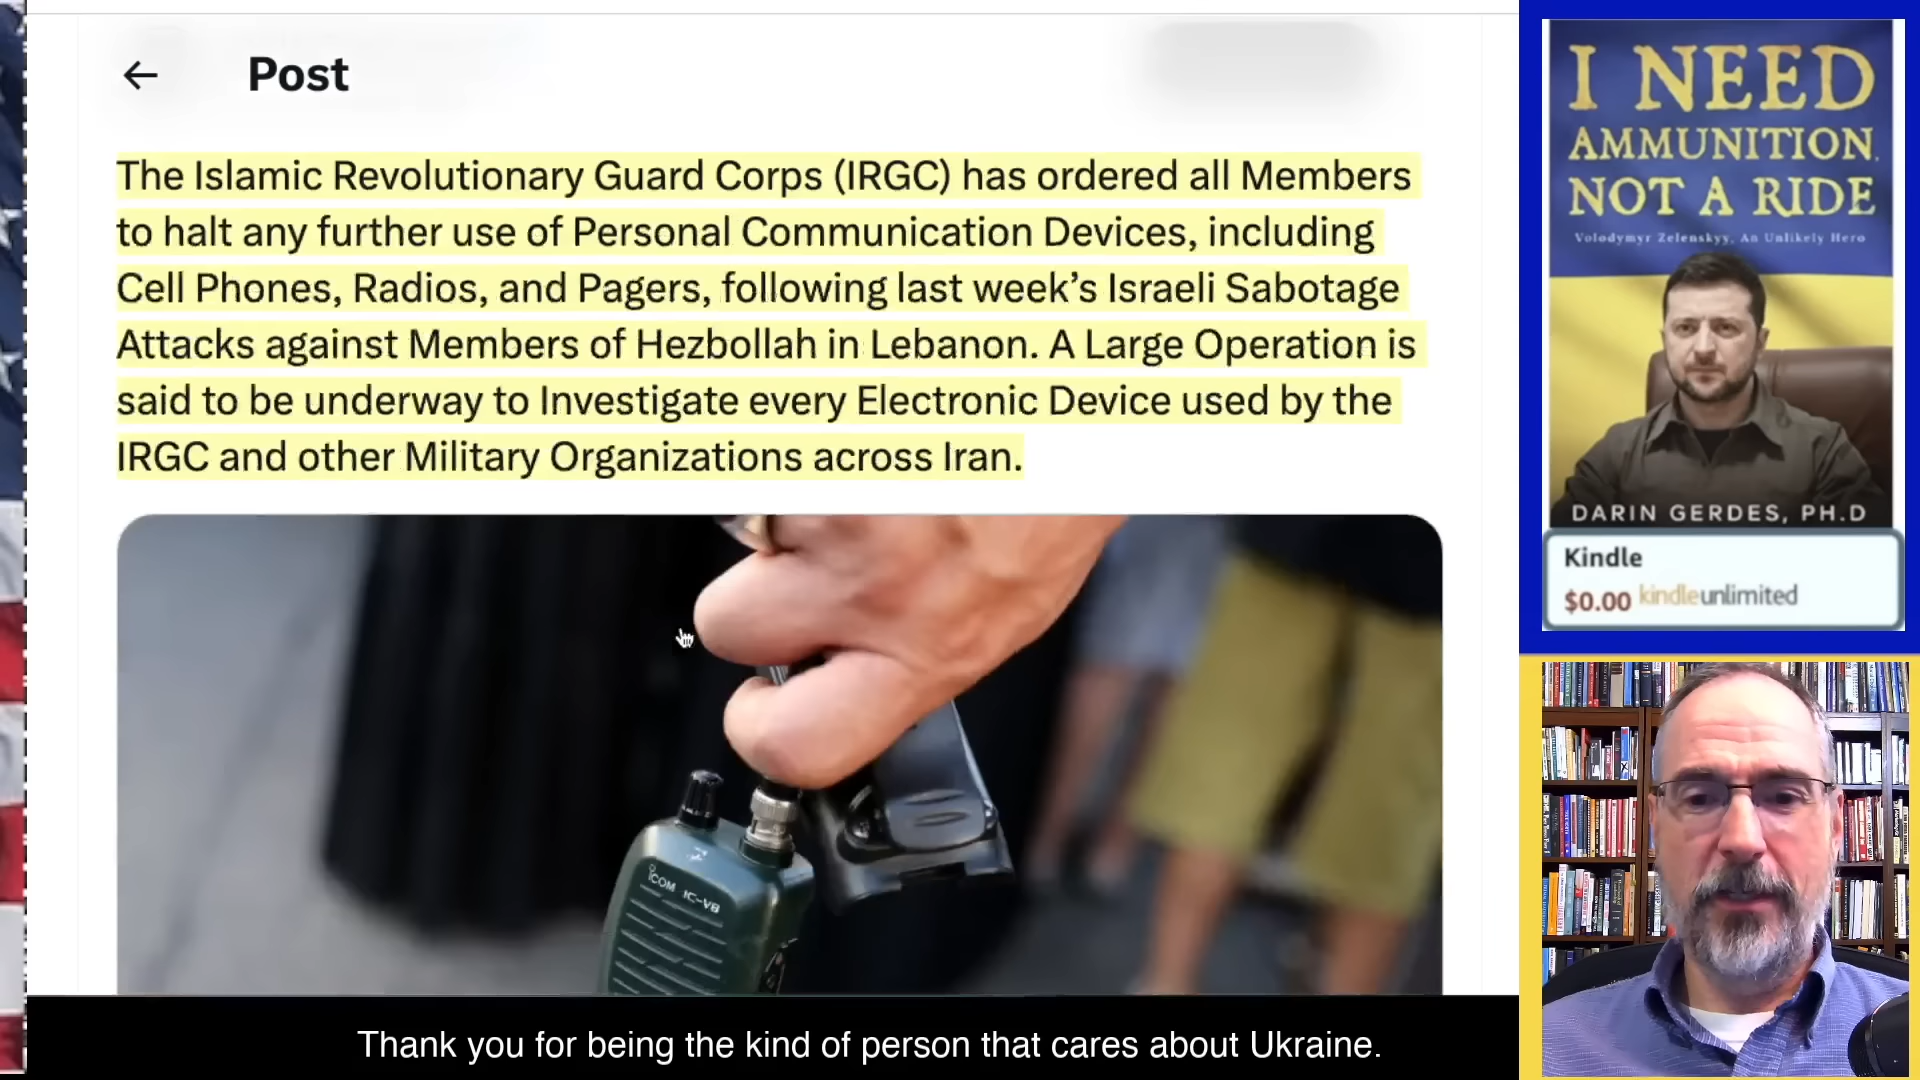 Post
The Islamic Revolutionary Guard Corps (IRGC) has ordered all Members
to halt any further use of Personal Communication Devices, including
Cell Phones, Radios, and Pagers, following last week’s Israeli Sabotage
Attacks against Members of Hezbollah in Lebanon. A Large Operation is
said to be underway to Investigate every Electronic Device used by the
IRGC and other Military Organizations across Iran.
ICOM IC-V8
Thank you for being the kind of person that cares about Ukraine.
I NEED
AMMUNITION,
NOT A RIDE
Volodymyr Zelenskyy, An Unlikely Hero
DARIN GERDES, PH.D
Kindle
$0.00 kindleunlimited